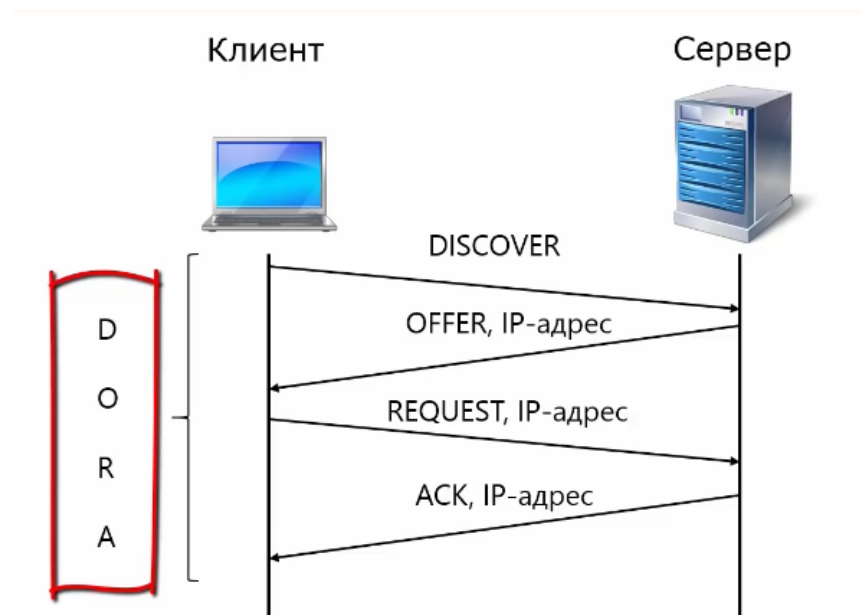 Клиент
Сервер
DISCOVER
OFFER, IP-адрес
REQUEST, IP-адрес
ACK, IP-адрес
D
O
R
A